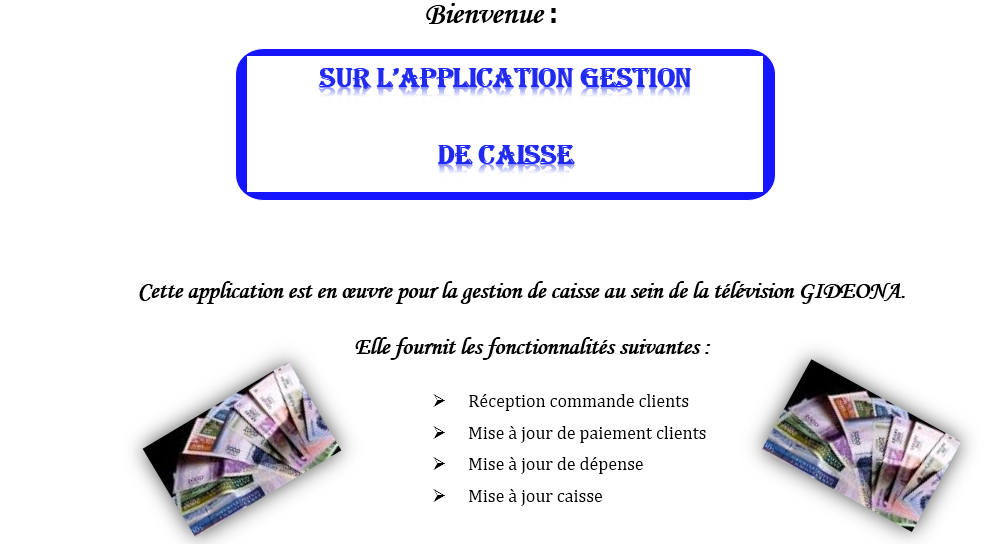 Bienvenue :
SUR L'APPLICATION GESTION
DE CAISSE
Cette application est en œuvre pour la gestion de caisse au sein de la télévision GIDEONA.
Elle fournit les fonctionnalités suivantes :
➢ Réception commande clients
➢ Mise à jour de paiement clients
➢ Mise à jour de dépense
➢ Mise à jour caisse